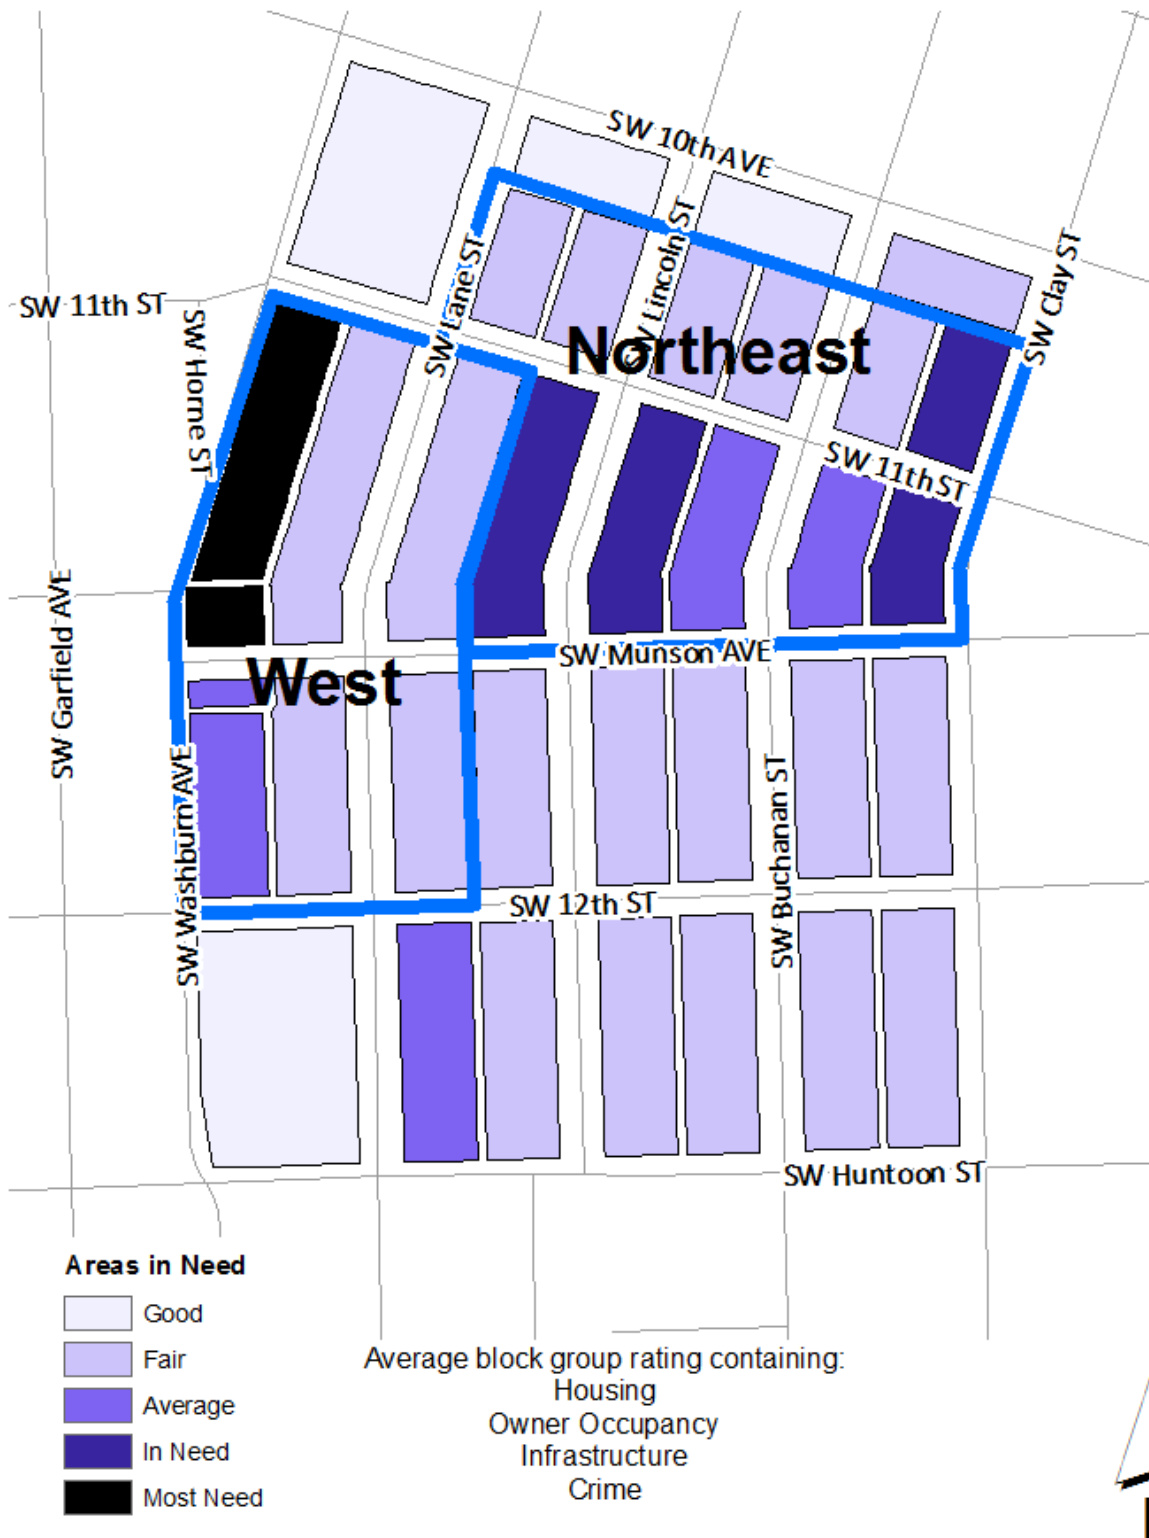 SW 10th AVE
SW Lincoln ST
SW Clay ST
SW Lane ST
SW 11th ST
SW Horne ST
Northeast
SW 11th ST
SW Garfield AVE
SW Munson AVE
West
SW Washburn AVE
SW Buchanan ST
SW 12th ST
SW Huntoon ST
Areas in Need
Good
Fair
Average
In Need
Most Need
Average block group rating containing:
Housing
Owner Occupancy
Infrastructure
Crime